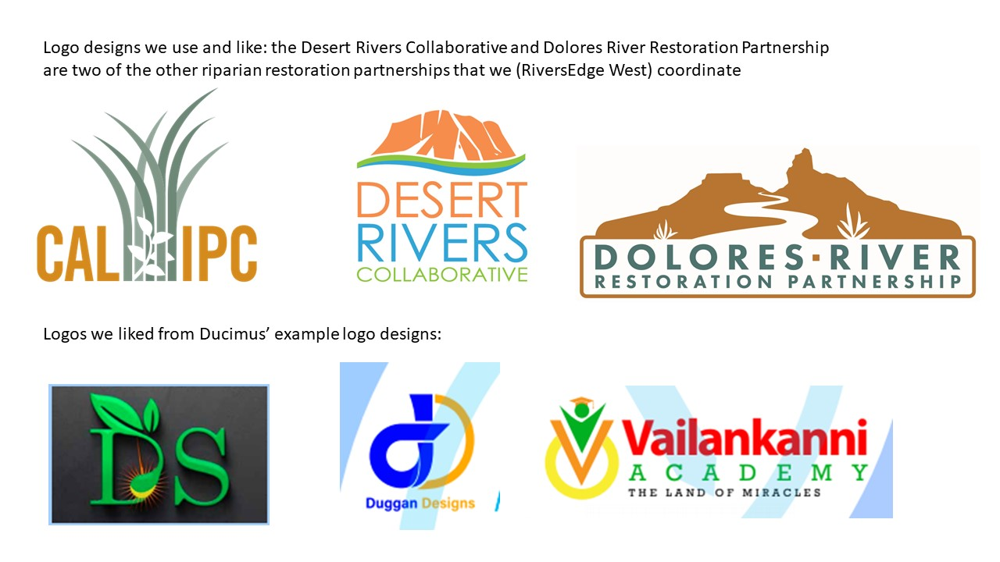 Logo designs we use and like: the Desert Rivers Collaborative and Dolores River Restoration Partnership
are two of the other riparian restoration partnerships that we (RiversEdge West) coordinate
CAL IPC
DESERT
RIVERS
COLLABORATIVE
DOLORES·RIVER
RESTORATION PARTNERSHIP
Logos we liked from Ducimus’ example logo designs:
DS
Duggan Designs
Vailankanni
ACADEMY
THE LAND OF MIRACLES